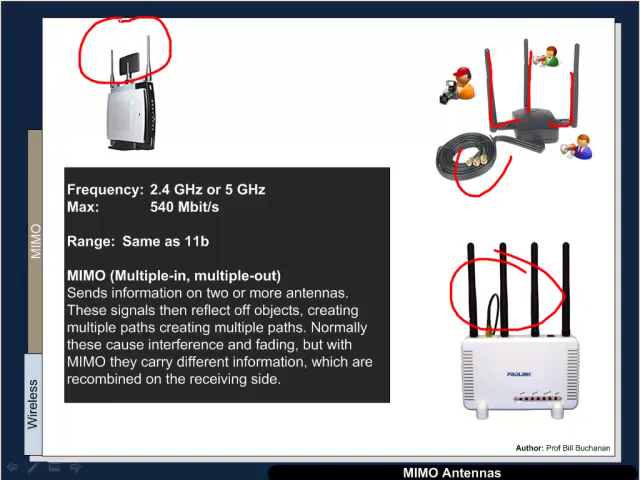 Frequency: 2.4 GHz or 5 GHz
Max: 540 Mbit/s
Range: Same as 11b
MIMO (Multiple-in, multiple-out)
Sends information on two or more antennas.
These signals then reflect off objects, creating
multiple paths creating multiple paths. Normally
these cause interference and fading, but with
MIMO they carry different information, which are
recombined on the receiving side.
MIMO
Wireless
PROLINK
Author: Prof Bill Buchanan
MIMO Antennas